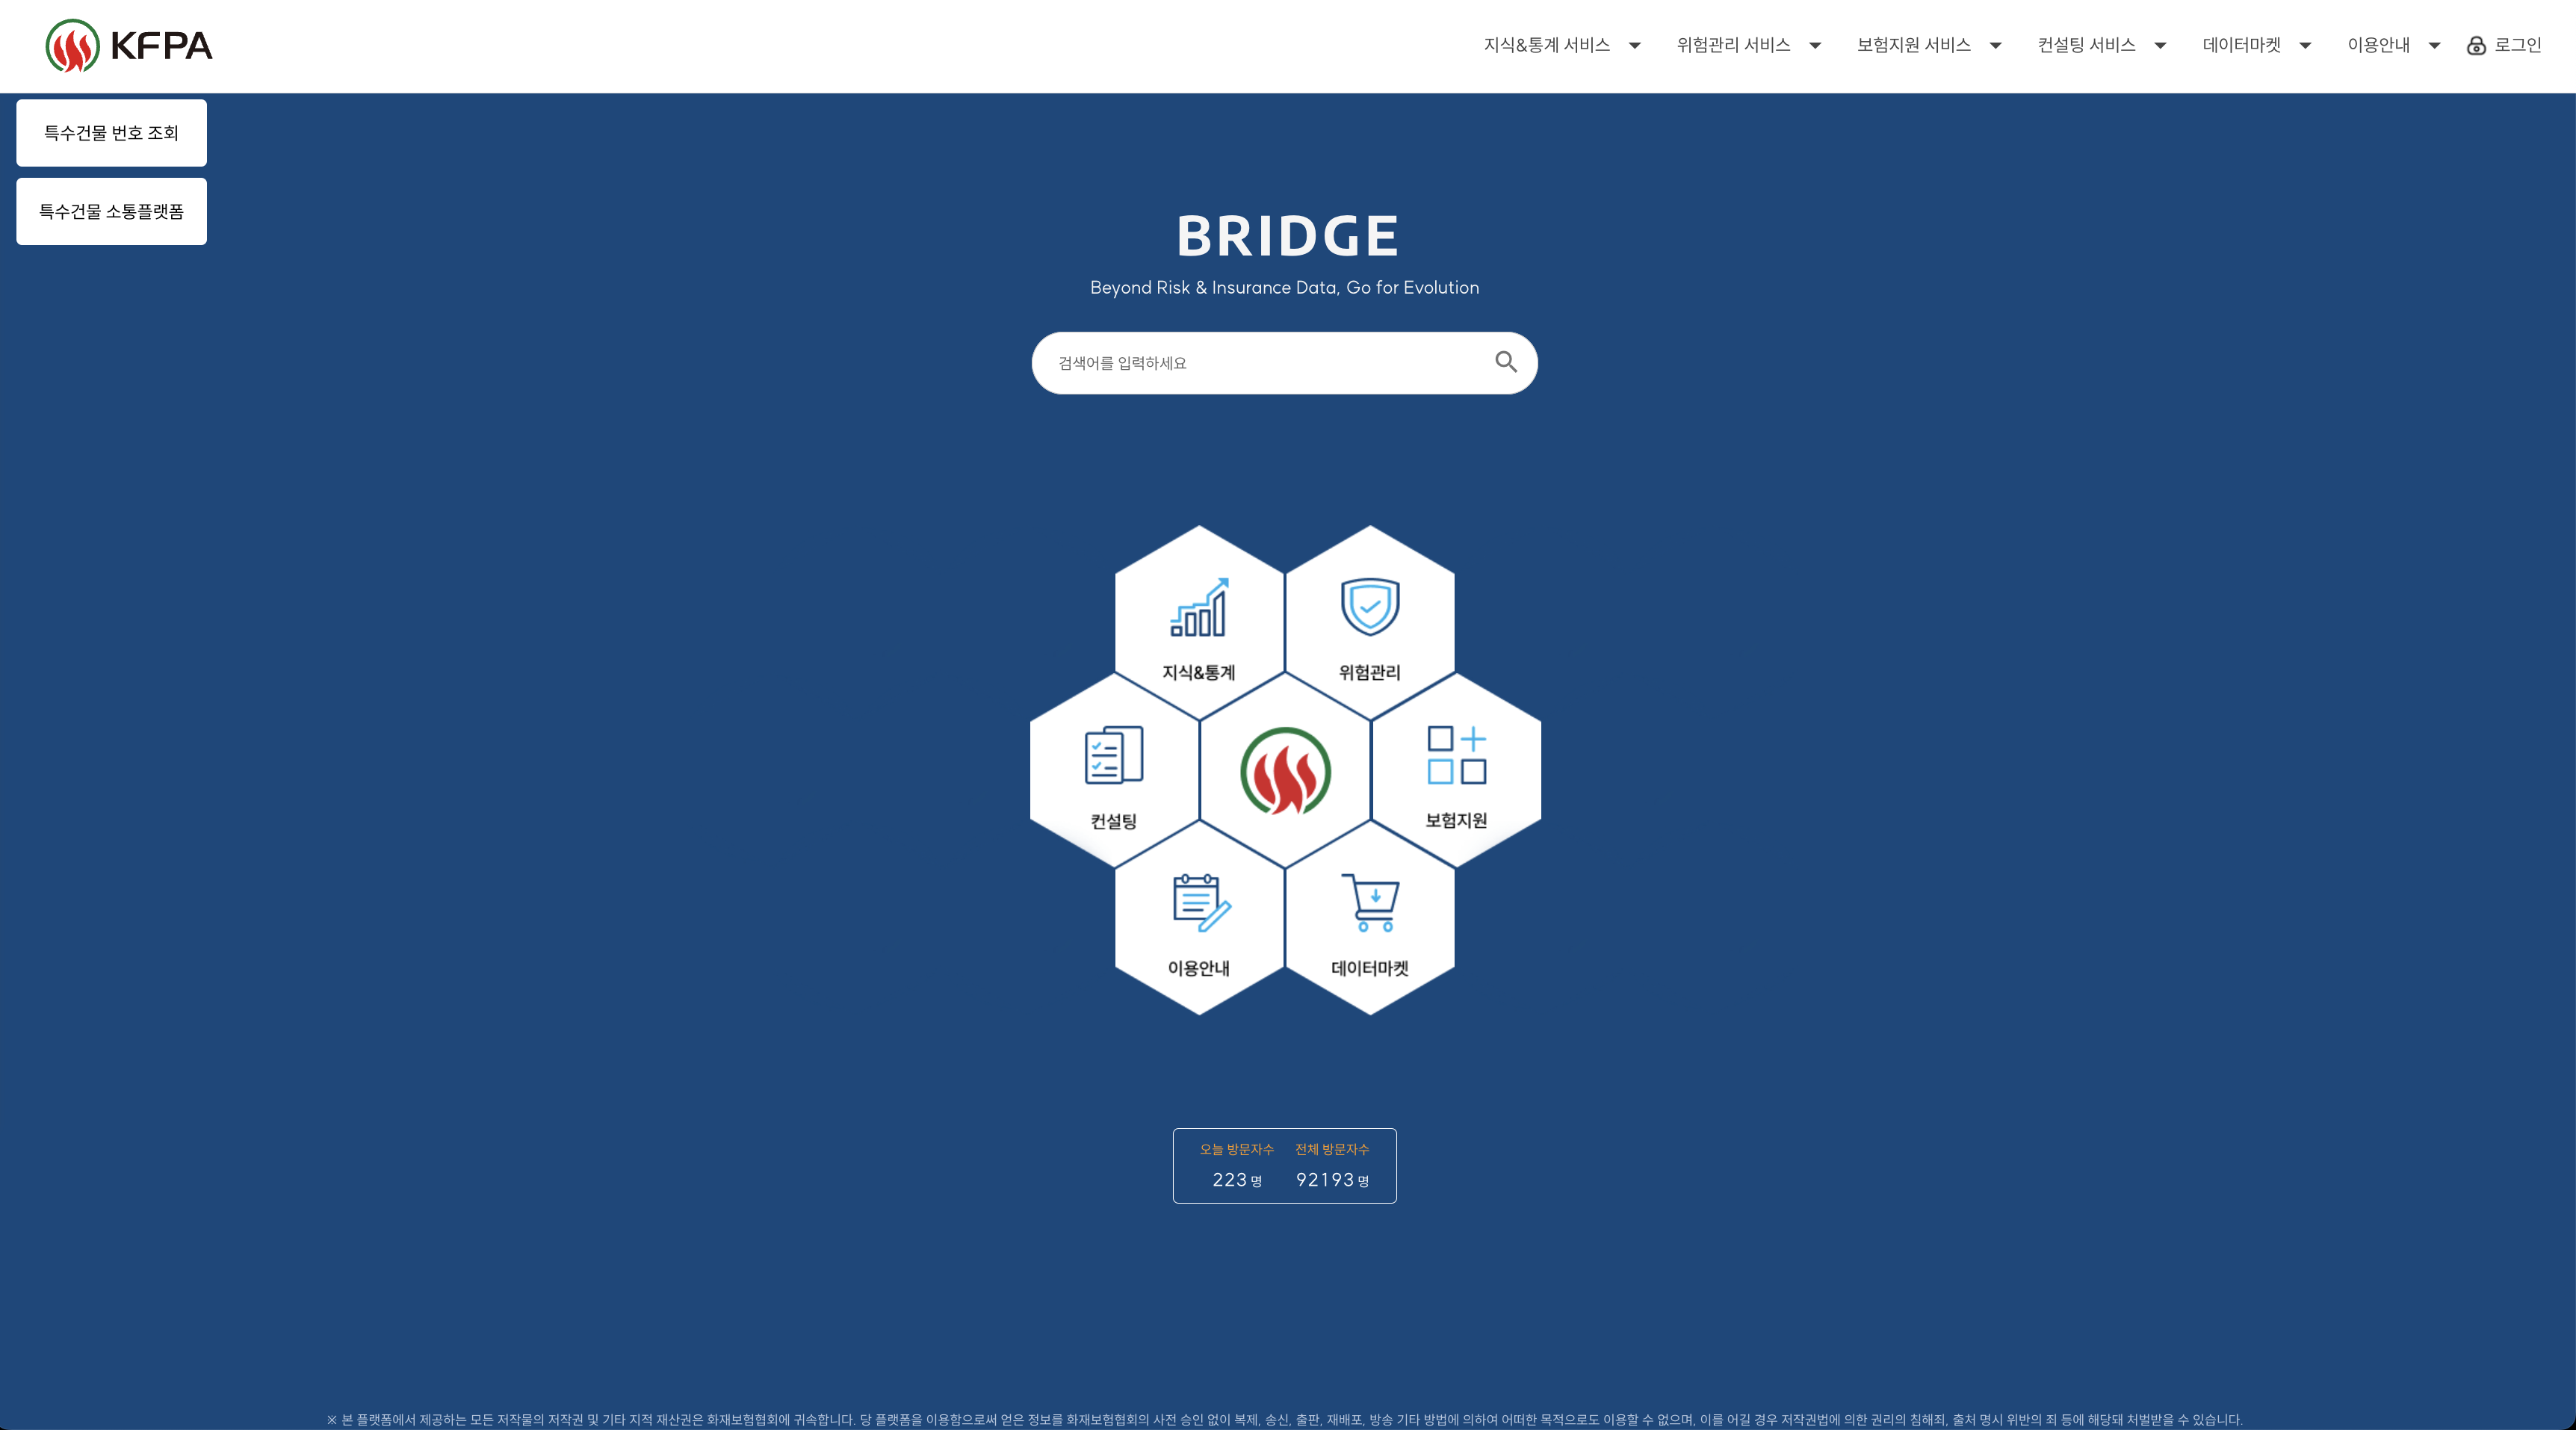 KFPA
지식&통계 서비스
위험관리 서비스
보험지원 서비스
컨설팅 서비스
데이터마켓
이용안내
로그인
특수건물 번호 조회
특수건물 소통플랫폼
BRIDGE
Beyond Risk & Insurance Data, Go for Evolution
검색어를 입력하세요
지식&통계
위험관리
컨설팅
보험지원
이용안내
데이터마켓
오늘 방문자수 전체 방문자수
223 명 92193 명
※ 본 플랫폼에서 제공하는 모든 저작물의 저작권 및 기타 지적 재산권은 화재보험협회에 귀속합니다. 당 플랫폼을 이용함으로써 얻은 정보를 화재보험협회의 사전 승인 없이 복제, 송신, 출판, 재배포, 방송 기타 방법에 의하여 어떠한 목적으로도 이용할 수 없으며, 이를 어길 경우 저작권법에 의한 권리의 침해죄, 출처 명시 위반의 죄 등에 해당돼 처벌받을 수 있습니다.